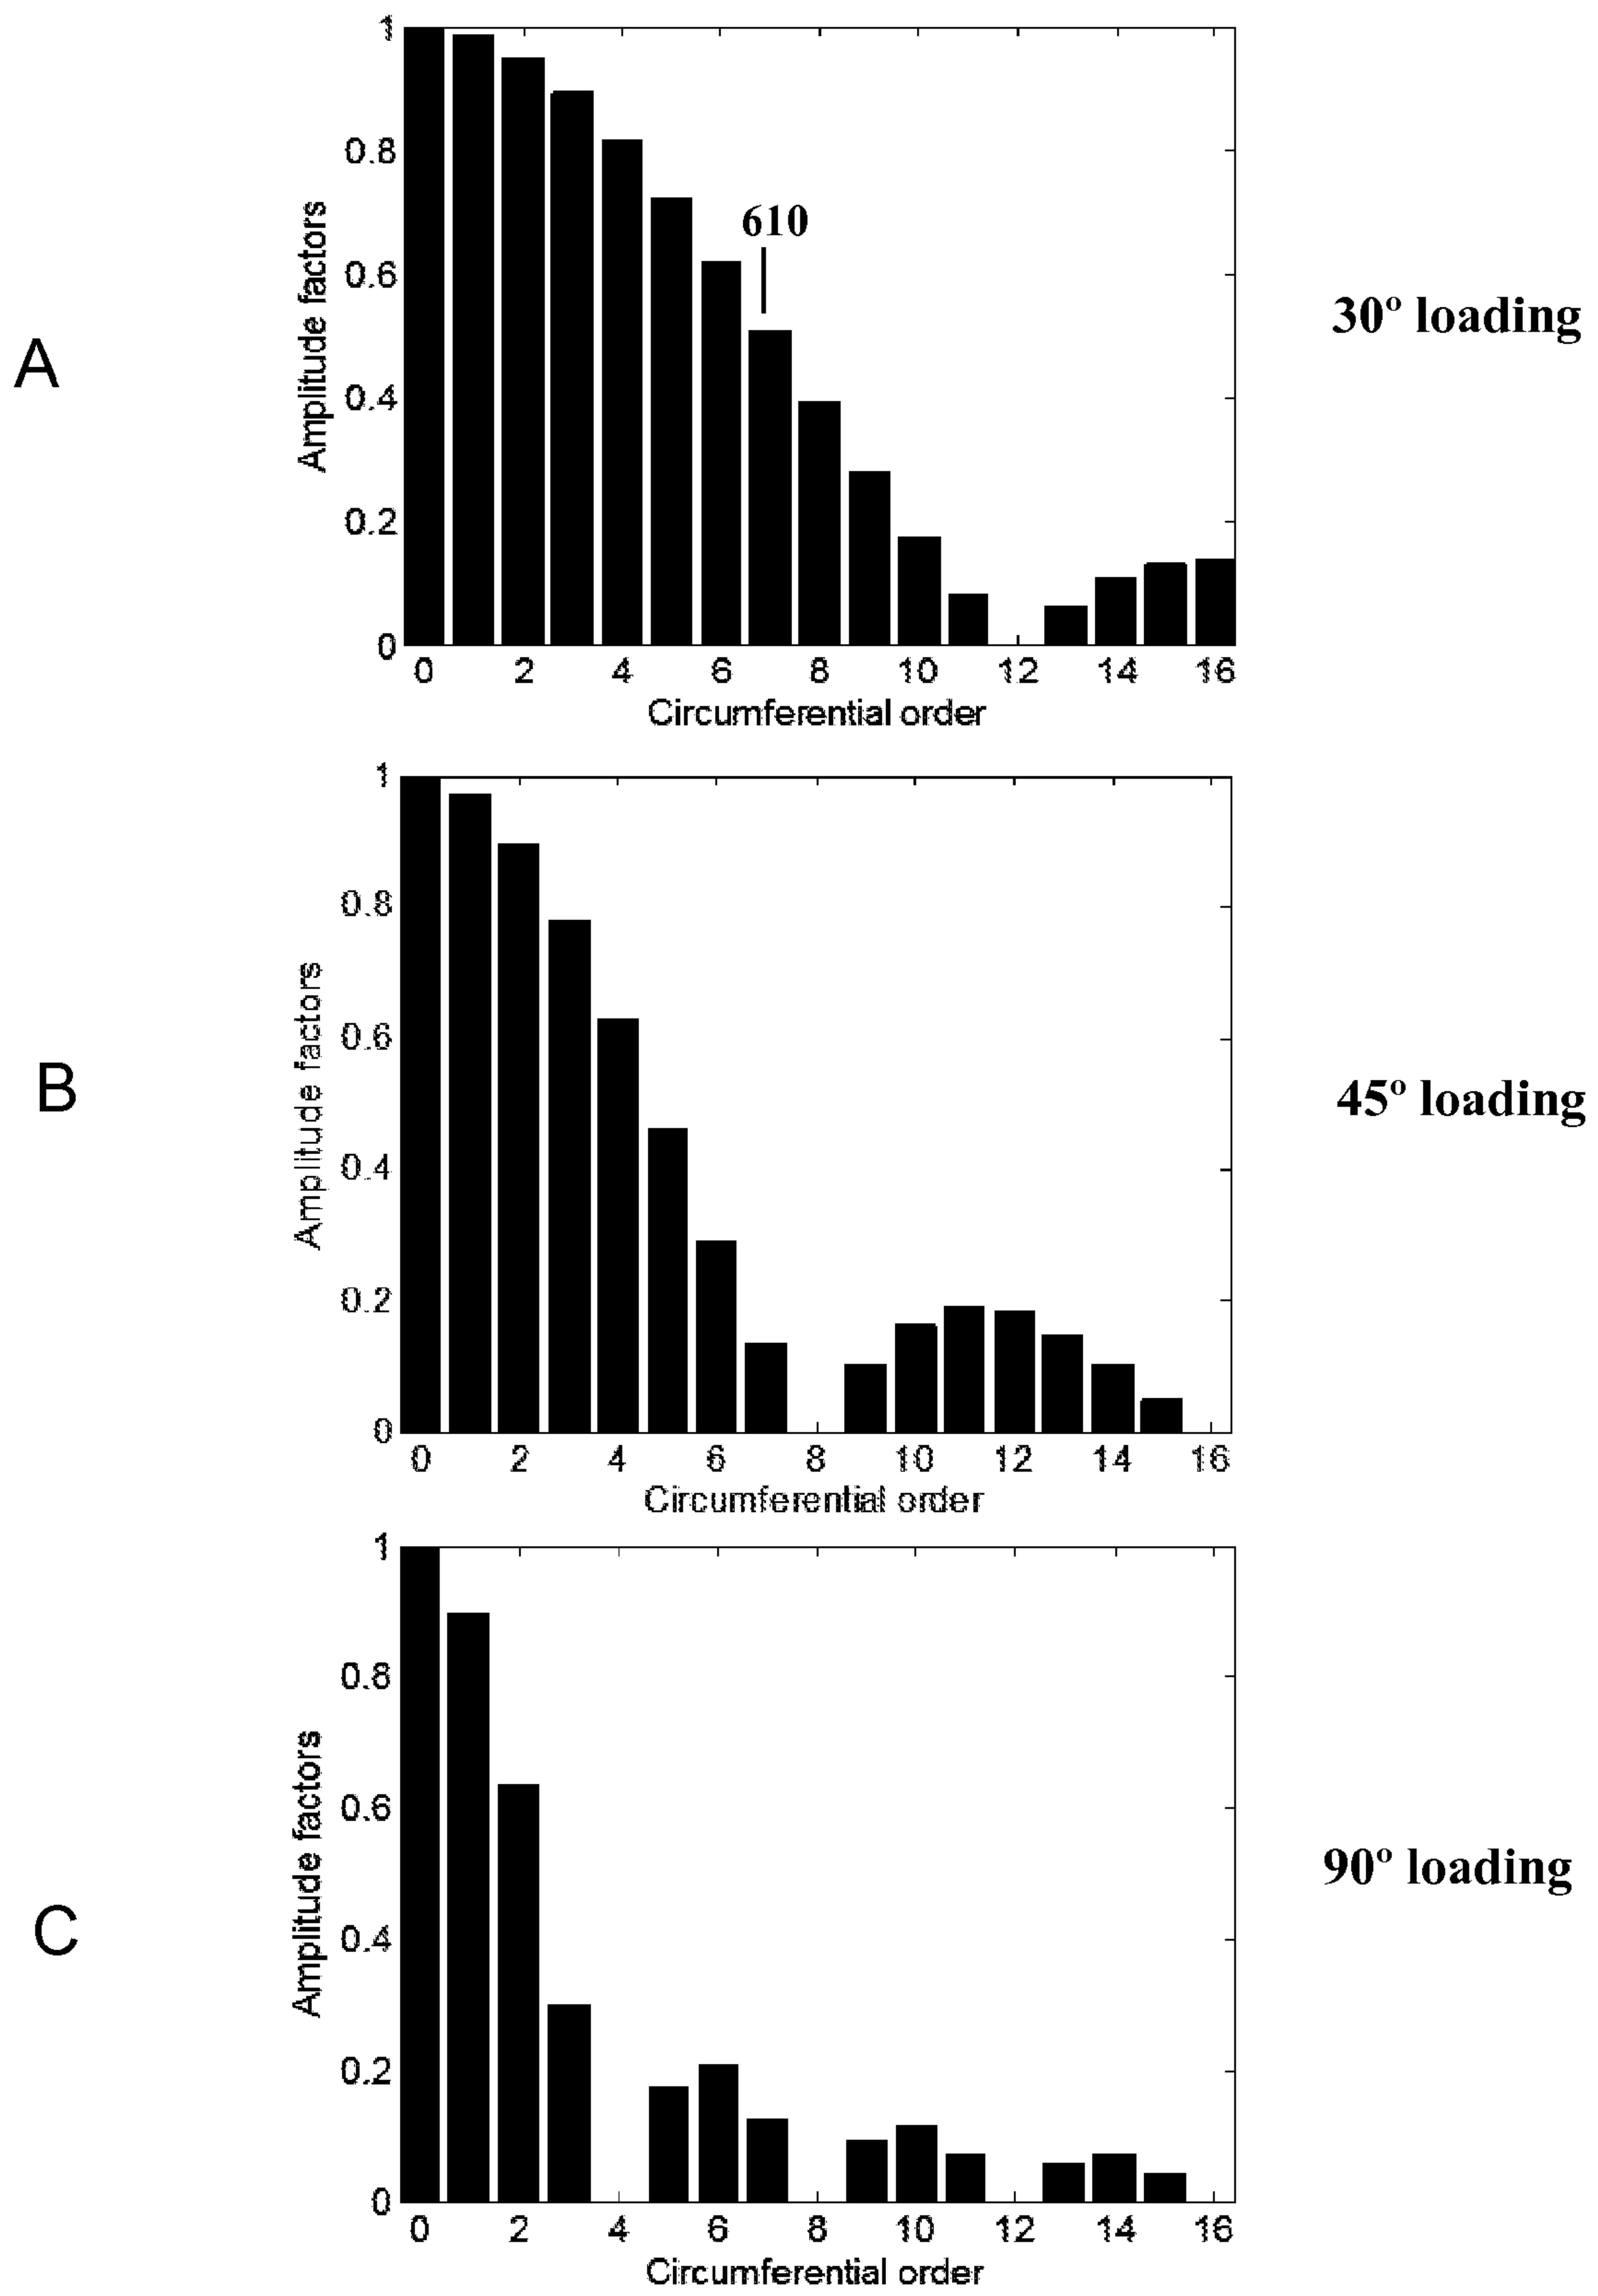 1
0.8
610
0.6
30º loading
A
Amplitude factors
0.4
0.2
0
0 2 4 6 8 10 12 14 16
Circumferential order
1
0.8
0.6
45º loading
B
Amplitude factors
0.4
0.2
0
0 2 4 6 8 10 12 14 16
Circumferential order
1
0.8
0.6
90º loading
C
Amplitude factors
0.4
0.2
0
0 2 4 6 8 10 12 14 16
Circumferential order